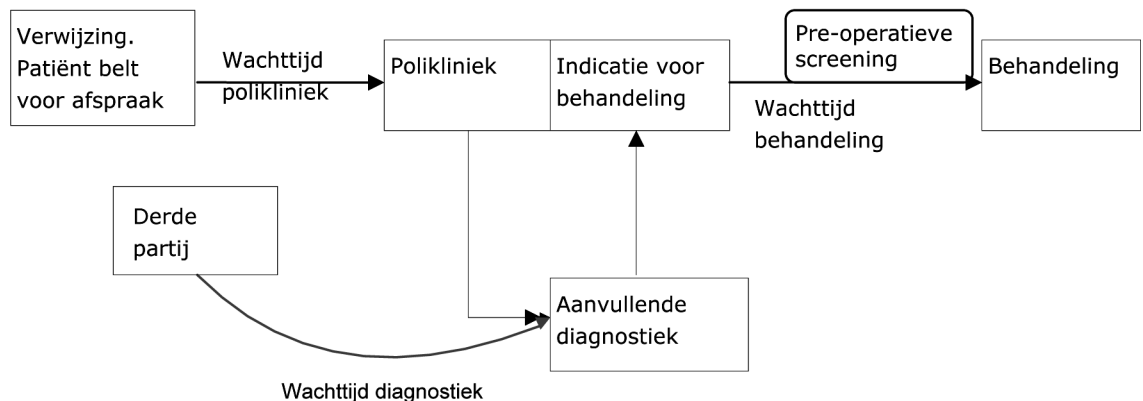 Verwijzing.
Patiënt belt
voor afspraak
Wachttijd
polikliniek
Polikliniek
Indicatie voor
behandeling
Pre-operatieve
screening
Wachttijd
behandeling
Behandeling
Derde
partij
Aanvullende
diagnostiek
Wachttijd diagnostiek